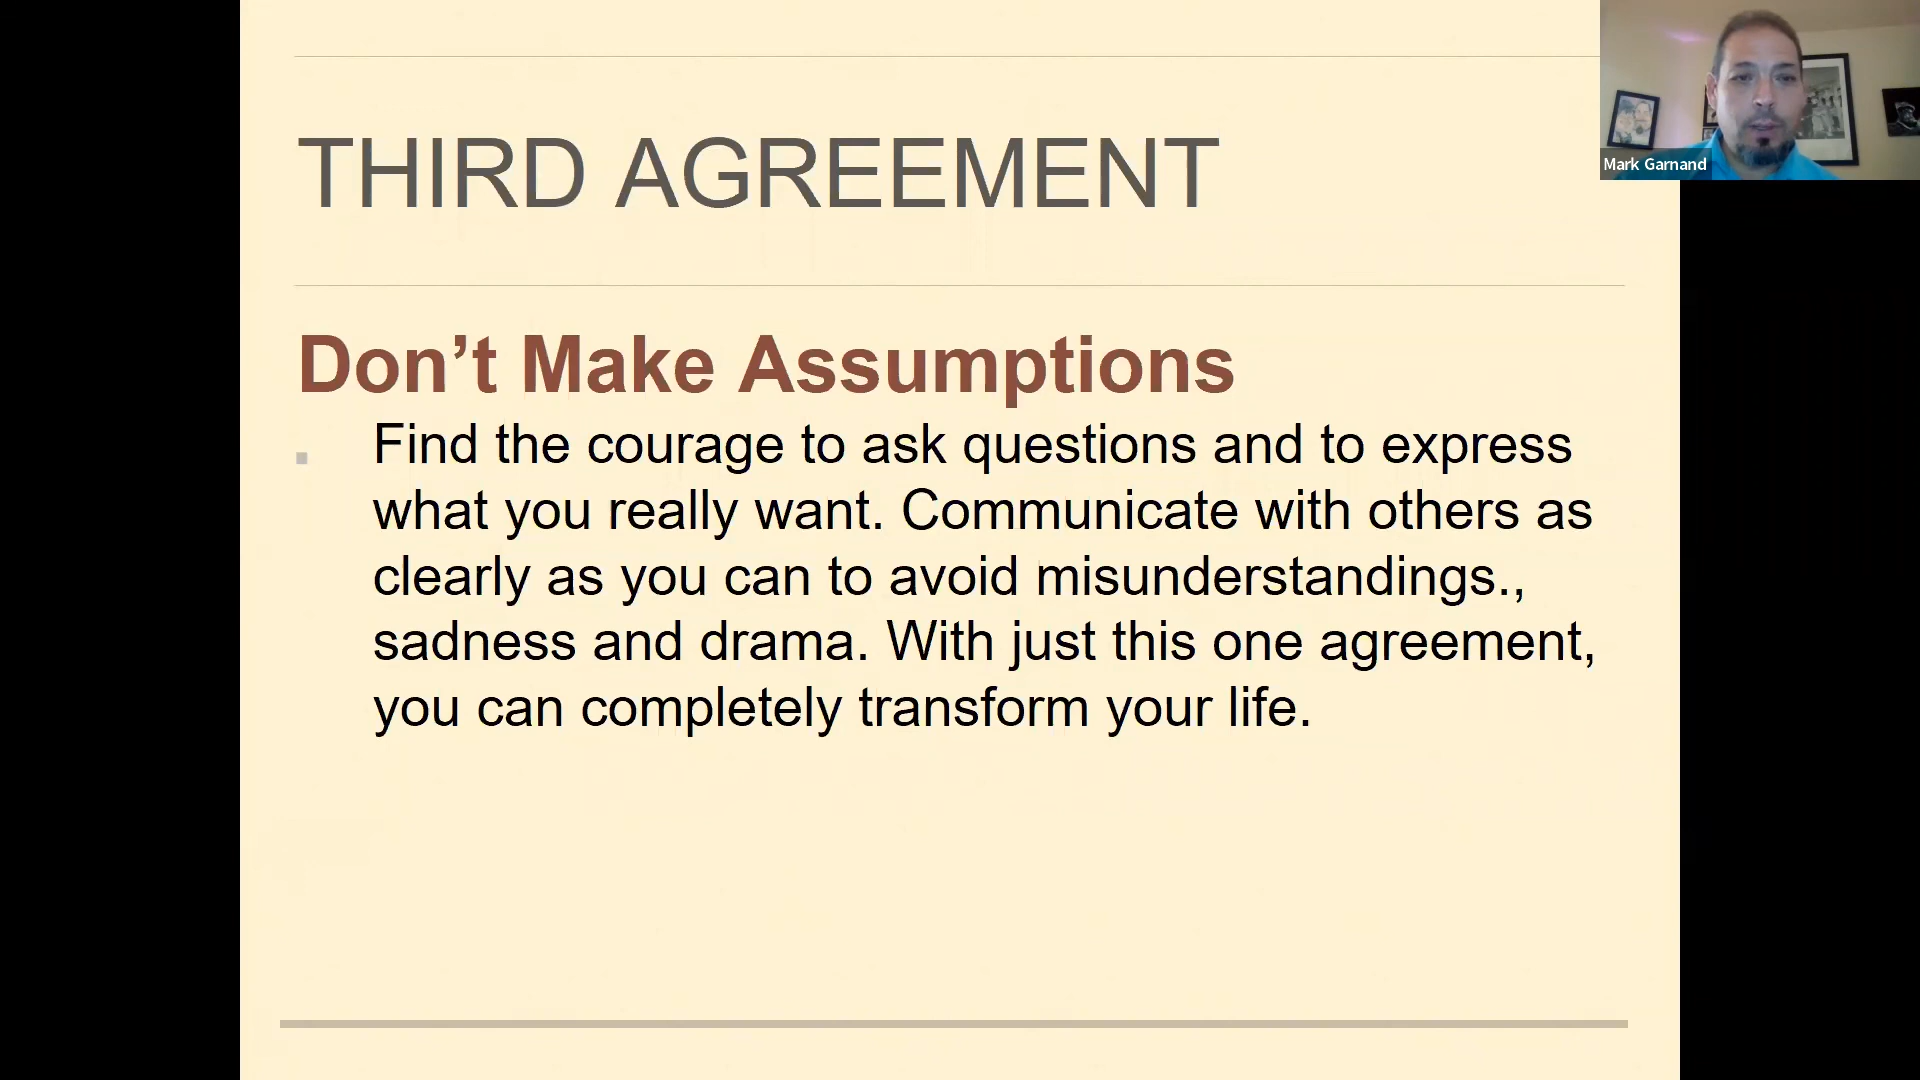 THIRD AGREEMENT
Mark Garnand
Don’t Make Assumptions
Find the courage to ask questions and to express
what you really want. Communicate with others as
clearly as you can to avoid misunderstandings.,
sadness and drama. With just this one agreement,
you can completely transform your life.